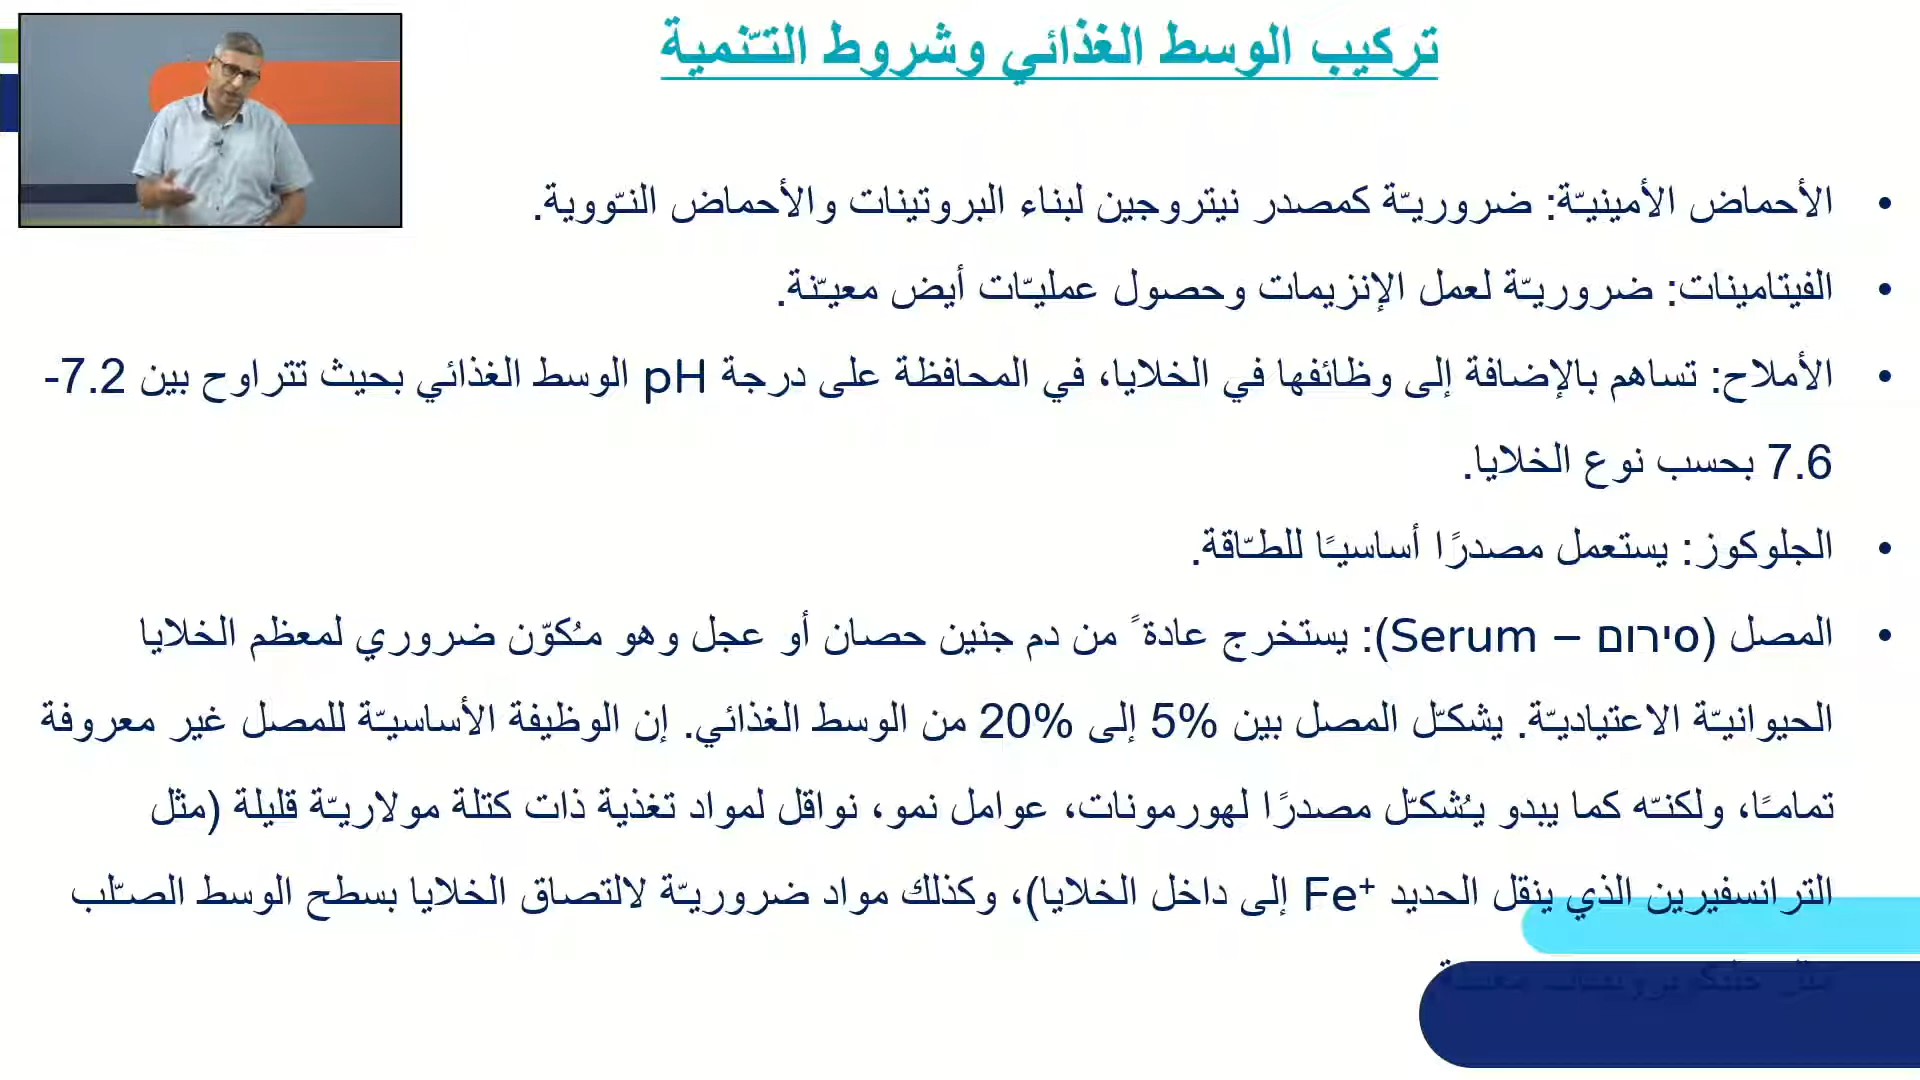 تركيب الوسط الغذائي وشروط التّنمية
• الأحماض الأمينيّة: ضروريّة كمصدر نيتروجين لبناء البروتينات والأحماض النّووية.
• الفيتامينات: ضروريّة لعمل الإنزيمات وحصول عمليّات أيض معيّنة.
• الأملاح: تساهم بالإضافة إلى وظائفها في الخلايا، في المحافظة على درجة pH الوسط الغذائي بحيث تتراوح بين 7.2-
7.6 بحسب نوع الخلايا.
• الجلوكوز: يستعمل مصدرًا أساسيًا للطّاقة.
• المصل (סירום – Serum): يستخرج عادةً من دم جنين حصان أو عجل وهو مُكوّن ضروري لمعظم الخلايا
الحيوانيّة الاعتياديّة. يشكّل المصل بين 5% إلى 20% من الوسط الغذائي. إن الوظيفة الأساسيّة للمصل غير معروفة
تمامًا، ولكنّه كما يبدو يُشكّل مصدرًا لهورمونات، عوامل نمو، نواقل لمواد تغذية ذات كتلة مولاريّة قليلة (مثل
الترانسفيرين الذي ينقل الحديد Fe⁺ إلى داخل الخلايا)، وكذلك مواد ضروريّة لالتصاق الخلايا بسطح الوسط الصّلب
مثل جليكوبروتينات معيّنة.